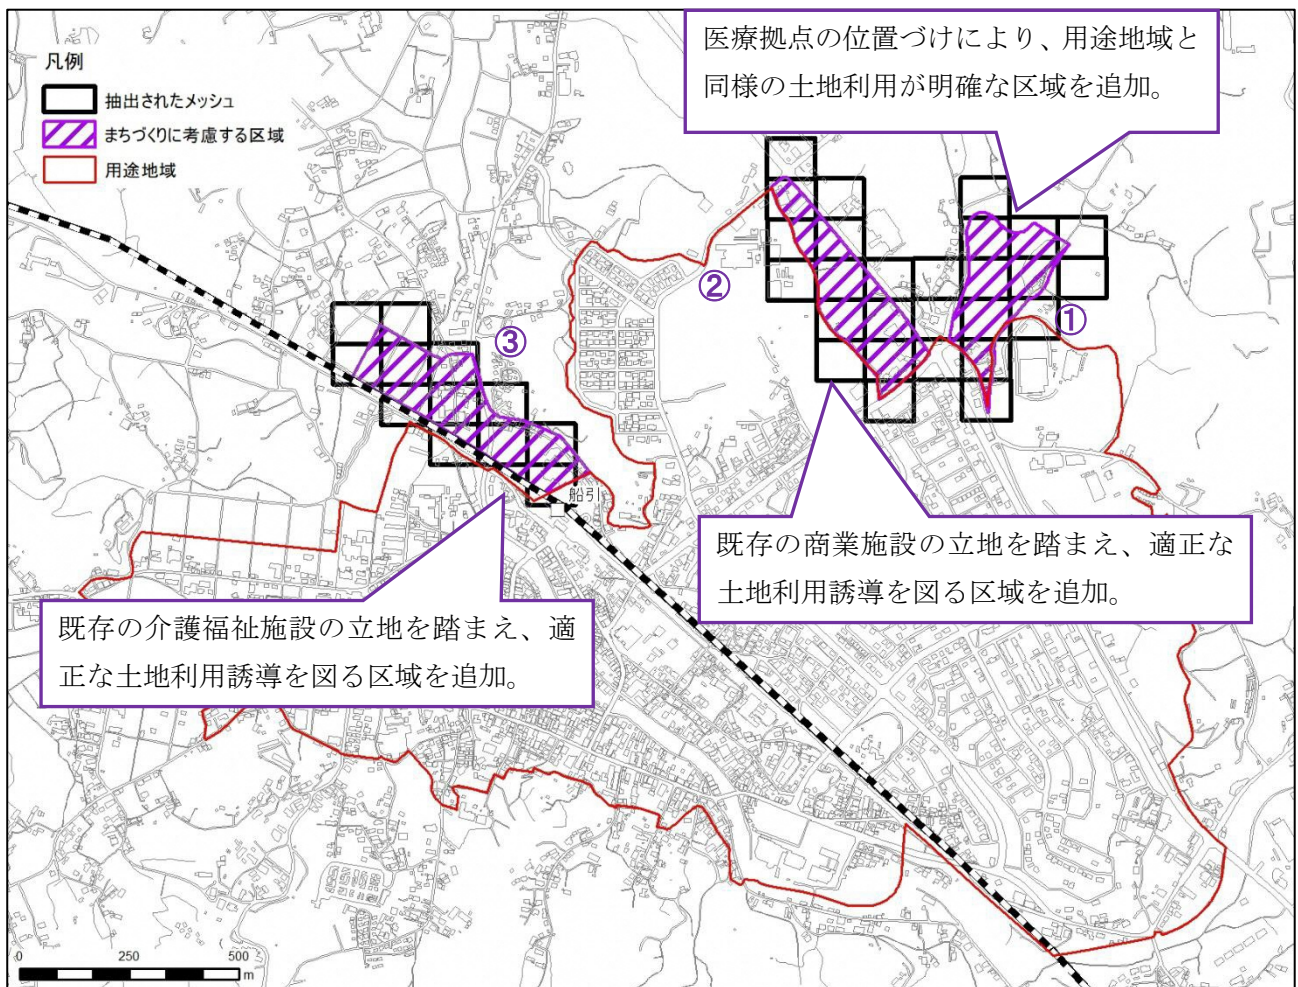 医療拠点の位置づけにより、用途地域と
同様の土地利用が明確な区域を追加。
凡例
抽出されたメッシュ
まちづくりに考慮する区域
用途地域
②
①
③
船引
既存の商業施設の立地を踏まえ、適正な
土地利用誘導を図る区域を追加。
既存の介護福祉施設の立地を踏まえ、適
正な土地利用誘導を図る区域を追加。
0 250 500
m